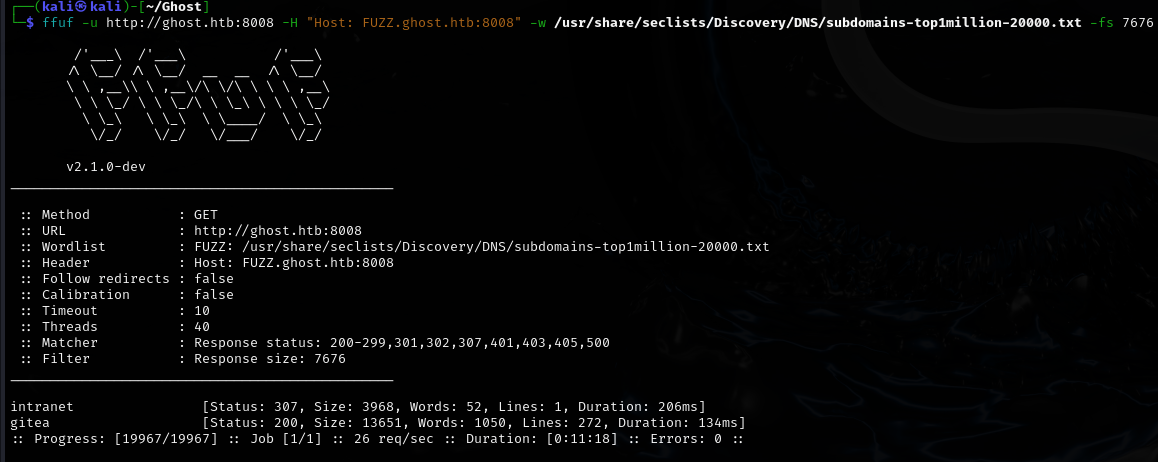 ┌──(kali㉿kali)-[~/Ghost]
└─$ ffuf -u http://ghost.htb:8008 -H "Host: FUZZ.ghost.htb:8008" -w /usr/share/seclists/Discovery/DNS/subdomains-top1million-20000.txt -fs 7676
        /'___\  /'___\           /'___\
       /\ \__/ /\ \__/  __  __  /\ \__/
       \ \ ,__\\ \ ,__\/\ \/\ \ \ \ ,__\
        \ \ \_/ \ \ \_/\ \ \_\ \ \ \ \_/
         \ \_\   \ \_\  \ \____/  \ \_\
          \/_/    \/_/   \/___/    \/_/
       v2.1.0-dev
________________________________________________
 :: Method           : GET
 :: URL              : http://ghost.htb:8008
 :: Wordlist         : FUZZ: /usr/share/seclists/Discovery/DNS/subdomains-top1million-20000.txt
 :: Header           : Host: FUZZ.ghost.htb:8008
 :: Follow redirects : false
 :: Calibration      : false
 :: Timeout          : 10
 :: Threads          : 40
 :: Matcher          : Response status: 200-299,301,302,307,401,403,405,500
 :: Filter           : Response size: 7676
________________________________________________
intranet                [Status: 307, Size: 3968, Words: 52, Lines: 1, Duration: 206ms]
gitea                   [Status: 200, Size: 13651, Words: 1050, Lines: 272, Duration: 134ms]
:: Progress: [19967/19967] :: Job [1/1] :: 26 req/sec :: Duration: [0:11:18] :: Errors: 0 ::